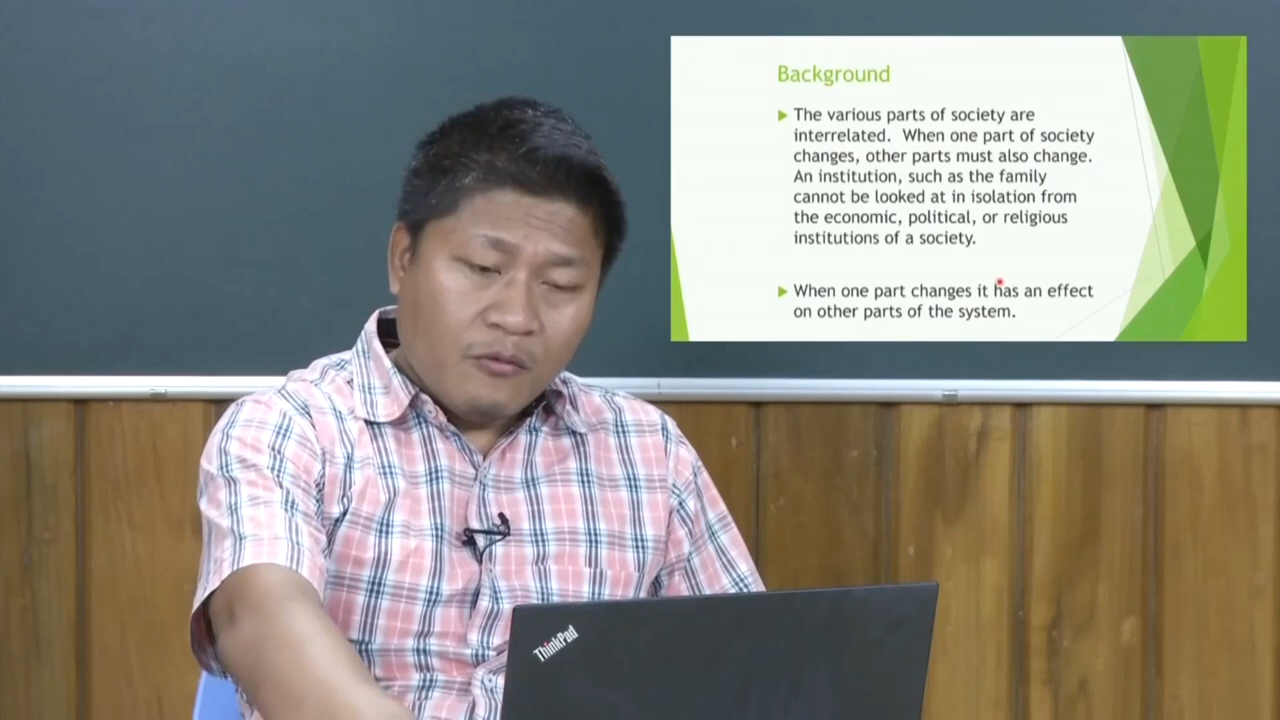 Background
The various parts of society are
interrelated. When one part of society
changes, other parts must also change.
An institution, such as the family
cannot be looked at in isolation from
the economic, political, or religious
institutions of a society.
When one part changes it has an effect
on other parts of the system.
ThinkPad